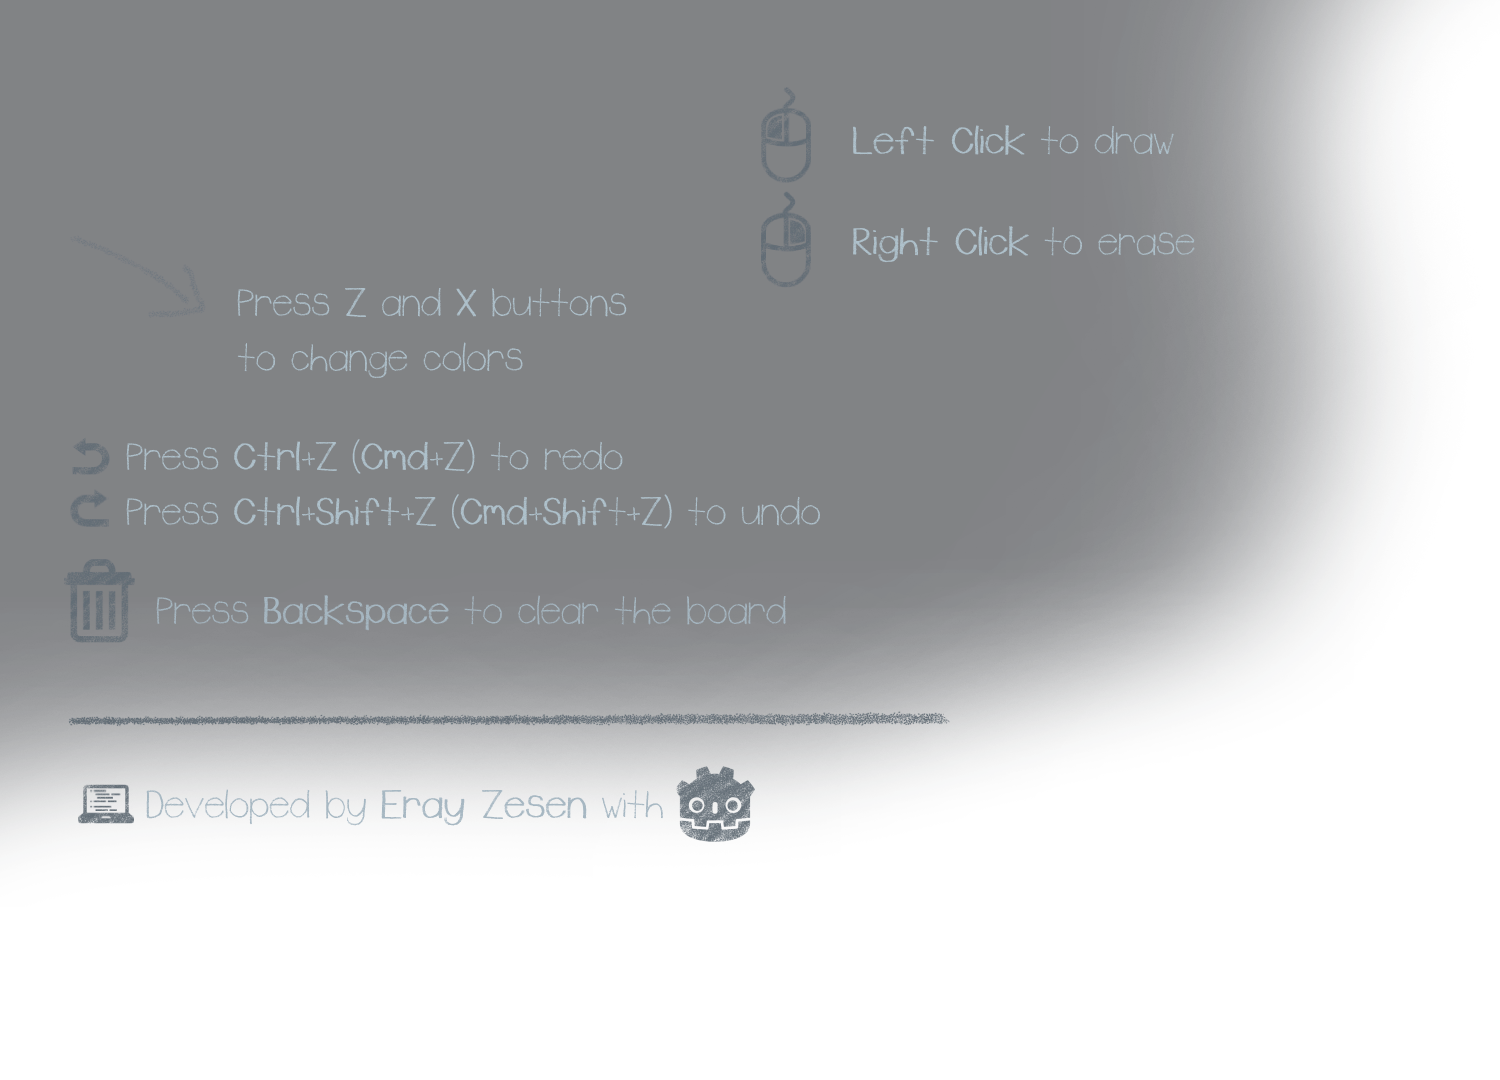 Left Click to draw
Right Click to erase
Press Z and X buttons
to change colors
Press Ctrl+Z (Cmd+Z) to redo
Press Ctrl+Shift+Z (Cmd+Shift+Z) to undo
Press Backspace to clear the board
Developed by Eray Zesen with